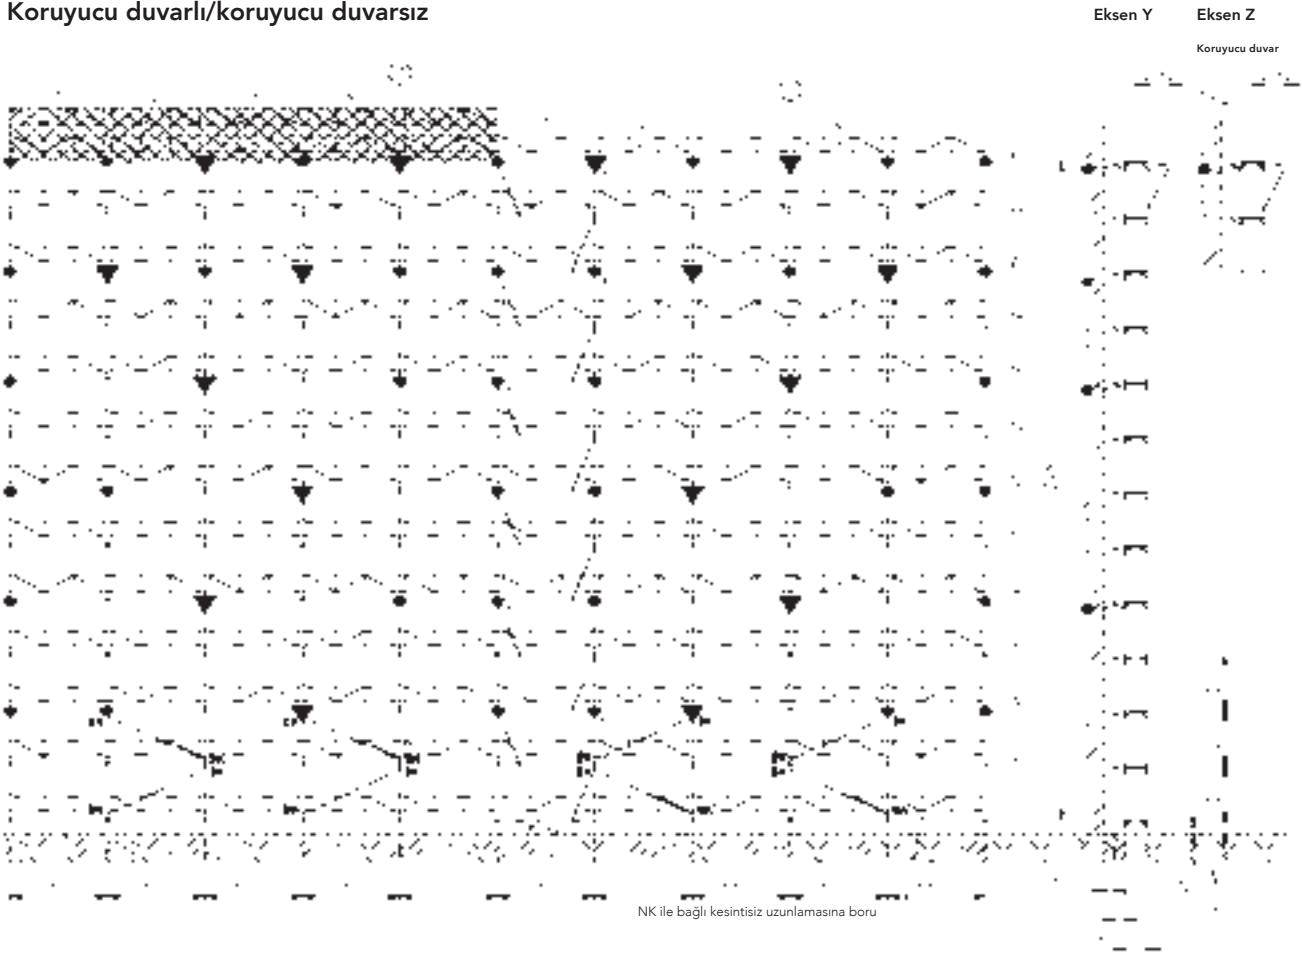 Koruyucu duvarlı/koruyucu duvarsız
Eksen Y
Eksen Z
Koruyucu duvar
NK ile bağlı kesintisiz uzunlamasına boru